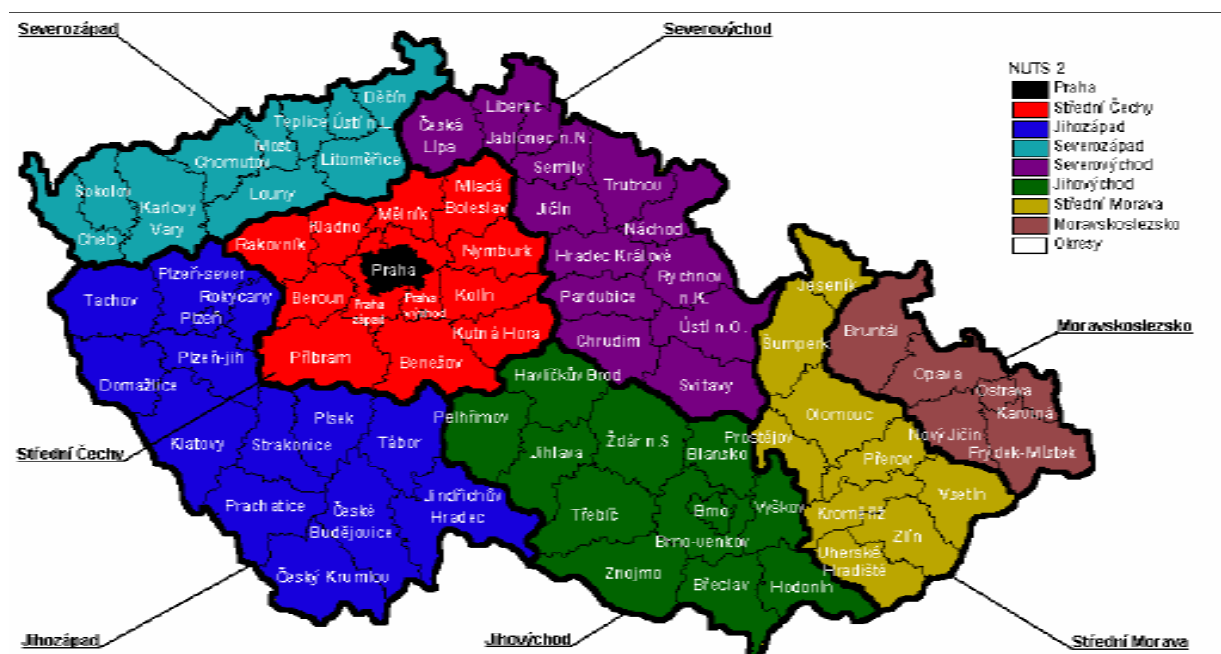 Severozápad
Severovýchod
NUTS 2
Praha
Střední Čechy
Jihozápad
Severozápad
Severovýchod
Jihovýchod
Střední Morava
Moravskoslezsko
Okresy
Děčín
Teplice
Ústí n.L.
Most
Chomutov
Litoměřice
Louny
Sokolov
Karlovy
Vary
Cheb
Liberec
Česká
Lípa
Jablonec n.N.
Semily
Trutnov
Jičín
Náchod
Hradec Králové
Rychnov
n.K.
Pardubice
Ústí n.O.
Chrudim
Svitavy
Mladá
Boleslav
Mělník
Kladno
Rakovník
Nymburk
Praha
Beroun
Praha
západ
Praha
východ
Kolín
Kutná Hora
Příbram
Benešov
Plzeň-sever
Tachov
Rokycany
Plzeň
Plzeň-jih
Domažlice
Klatovy
Písek
Strakonice
Tábor
Prachatice
České
Budějovice
Jindřichův
Hradec
Český Krumlov
Havlíčkův Brod
Pelhřimov
Jihlava
Ždár n.S
Blansko
Třebíč
Brno
Vyškov
Brno-venkov
Znojmo
Břeclav
Hodonín
Jeseník
Šumperk
Olomouc
Prostějov
Přerov
Kroměříž
Vsetín
Zlín
Uherské
Hradiště
Bruntál
Opava
Ostrava
Karviná
Nový Jičín
Frýdek-Místek
Moravskoslezsko
Střední Čechy
Jihozápad
Jihovýchod
Střední Morava